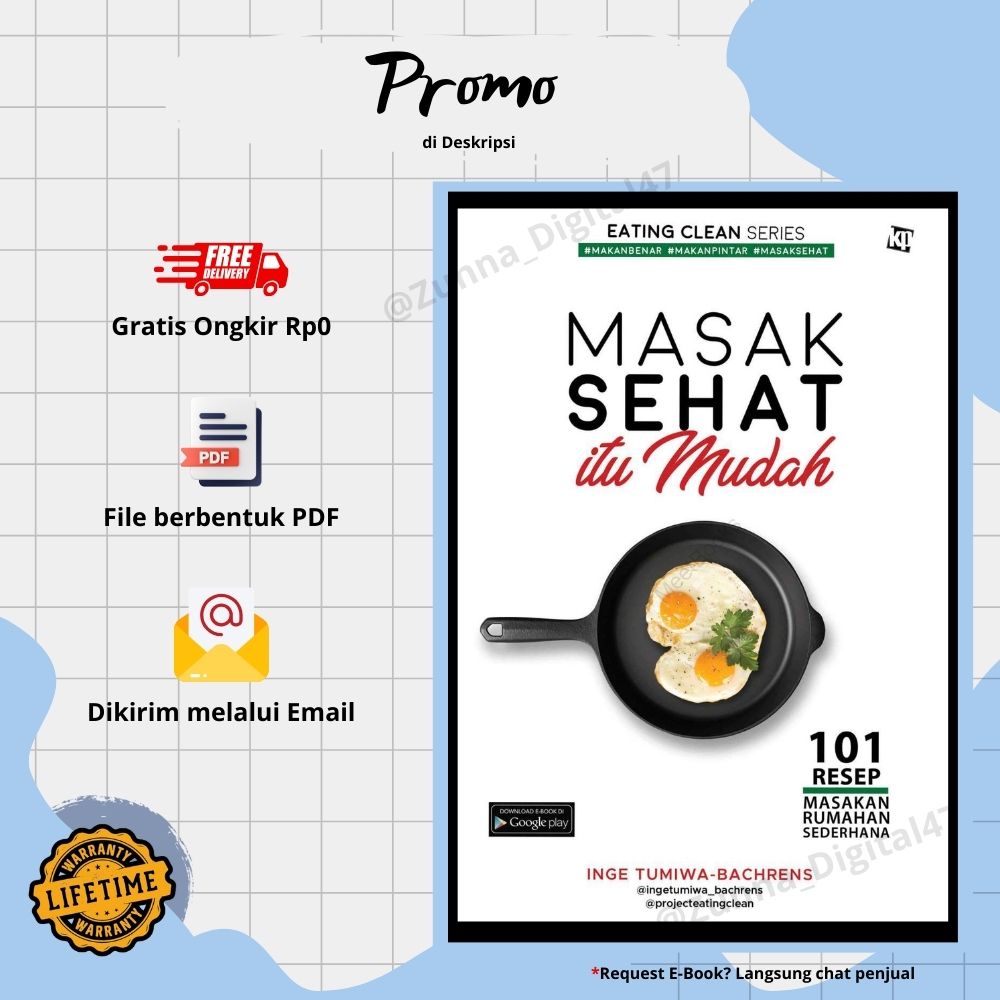 Promo
di Deskripsi
FREE
DELIVERY
Gratis Ongkir Rp0
PDF
File berbentuk PDF
@
Dikirim melalui Email
WARRANTY
LIFETIME
WARRANTY
@Zunna_Digital47
EATING CLEAN SERIES
#MAKANBENAR #MAKANPINTAR #MASAKSEHAT
MASAK
SEHAT
itu Mudah
101
RESEP
MASAKAN
RUMAHAN
SEDERHANA
DOWNLOAD E-BOOK DI
Google play
INGE TUMIWA-BACHRENS
@ingetumiwa_bachrens
@projecteatingclean
@Zunna_Digital47
*Request E-Book? Langsung chat penjual